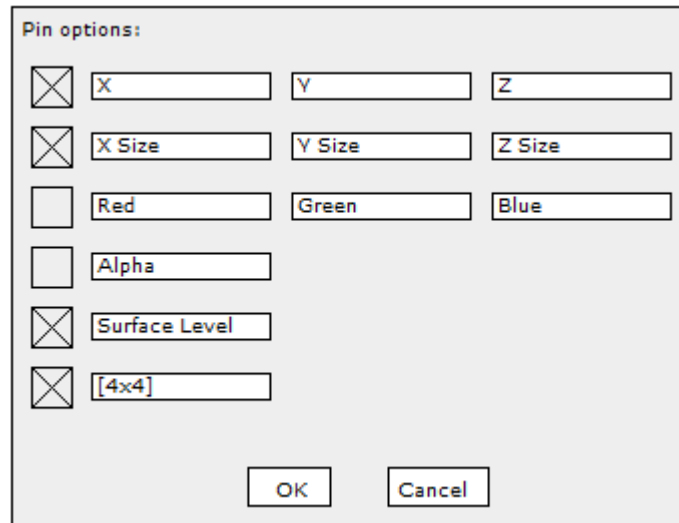 Pin options:
X Y Z
X Size Y Size Z Size
Red Green Blue
Alpha
Surface Level
[4x4]
OK Cancel